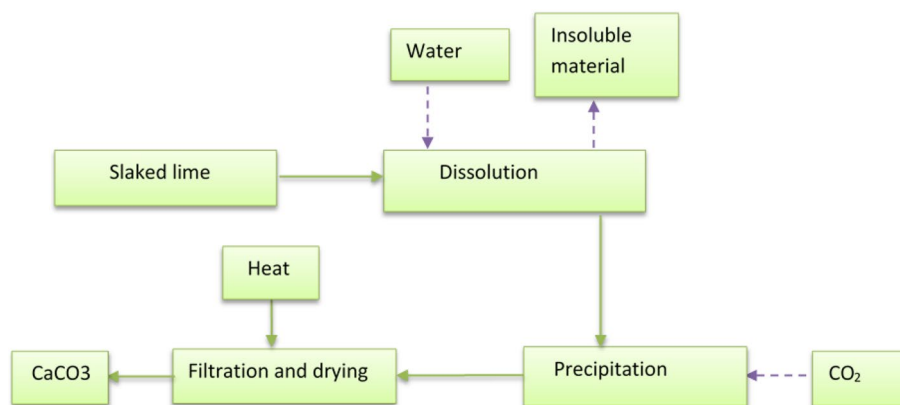 Water
Insoluble
material
Slaked lime
Dissolution
Heat
CaCO3
Filtration and drying
Precipitation
CO₂